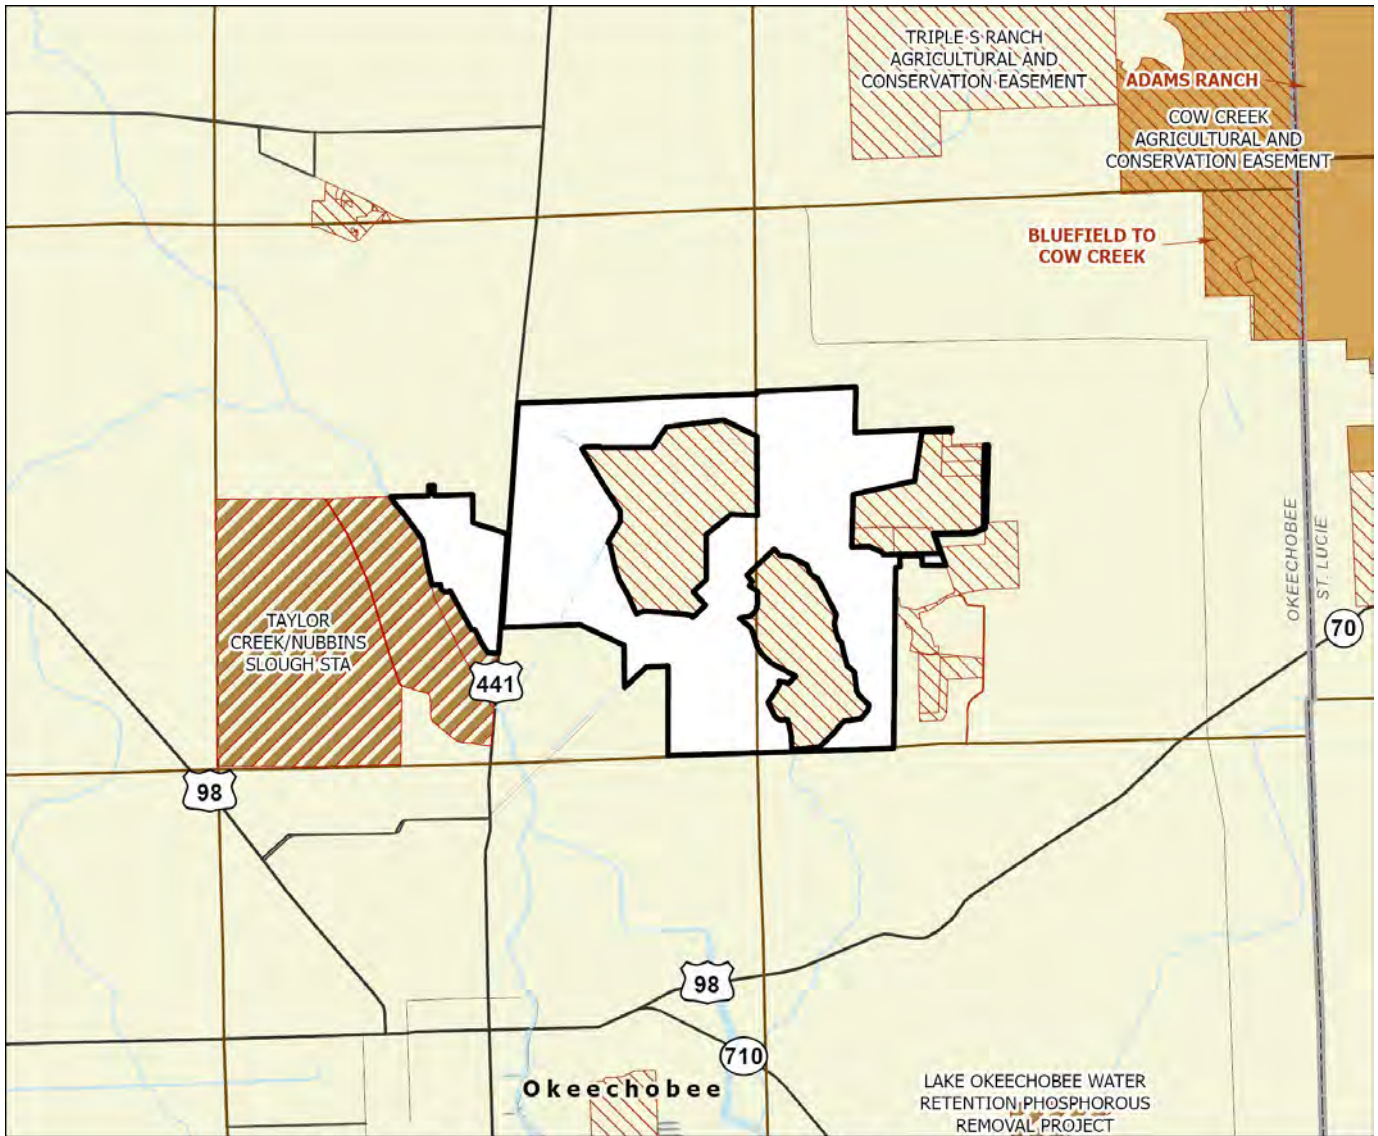 TRIPLE S RANCH
AGRICULTURAL AND
CONSERVATION EASEMENT
ADAMS RANCH
COW CREEK
AGRICULTURAL AND
CONSERVATION EASEMENT
BLUEFIELD TO
COW CREEK
OKEECHOBEE
ST. LUCIE
70
TAYLOR
CREEK/NUBBINS
SLOUGH STA
441
98
98
710
Okeechobee
LAKE OKEECHOBEE WATER
RETENTION PHOSPHOROUS
REMOVAL PROJECT